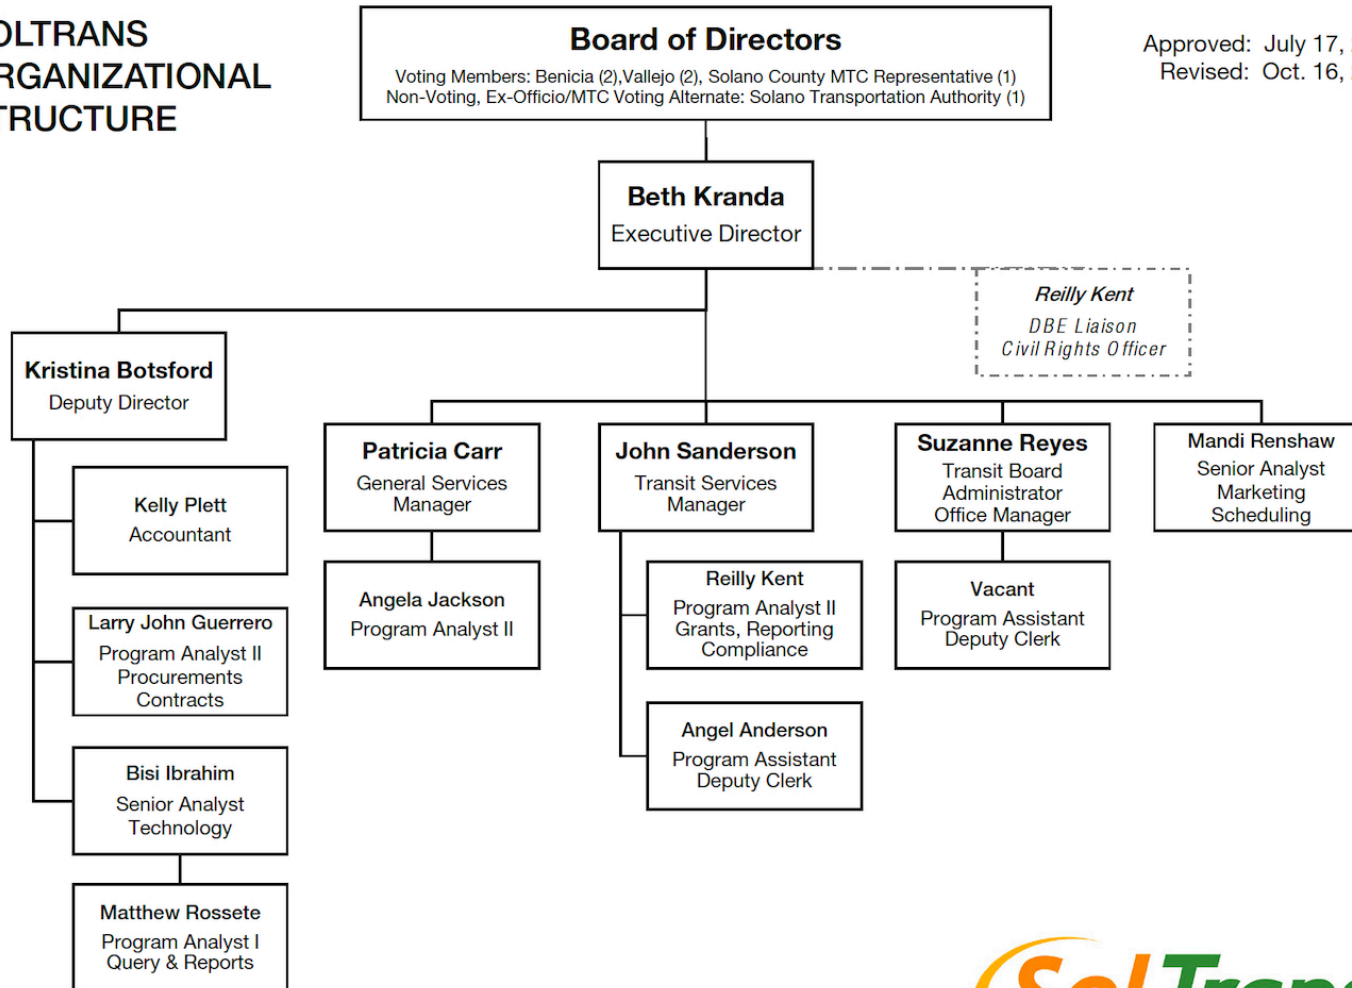 OLTRANS
RGANIZATIONAL
TRUCTURE
Board of Directors
Voting Members: Benicia (2),Vallejo (2), Solano County MTC Representative (1)
Non-Voting, Ex-Officio/MTC Voting Alternate: Solano Transportation Authority (1)
Approved: July 17,
Revised: Oct. 16,
Beth Kranda
Executive Director
Reilly Kent
DBE Liaison
Civil Rights Officer
Kristina Botsford
Deputy Director
Kelly Plett
Accountant
Larry John Guerrero
Program Analyst II
Procurements
Contracts
Bisi Ibrahim
Senior Analyst
Technology
Matthew Rossete
Program Analyst I
Query & Reports
Patricia Carr
General Services
Manager
Angela Jackson
Program Analyst II
John Sanderson
Transit Services
Manager
Reilly Kent
Program Analyst II
Grants, Reporting
Compliance
Angel Anderson
Program Assistant
Deputy Clerk
Suzanne Reyes
Transit Board
Administrator
Office Manager
Vacant
Program Assistant
Deputy Clerk
Mandi Renshaw
Senior Analyst
Marketing
Scheduling
SolTrans